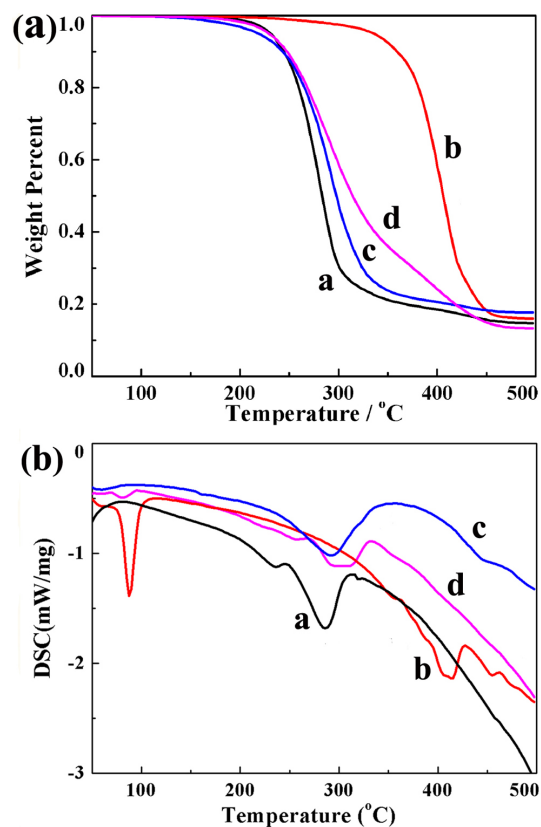 (a)
1.0
0.8
0.6
0.4
0.2
0.0
Weight Percent
b
d
c
a
100 200 300 400 500
Temperature / °C
(b)
0
-1
-2
-3
DSC(mW/mg)
c
d
a
b
100 200 300 400 500
Temperature (°C)